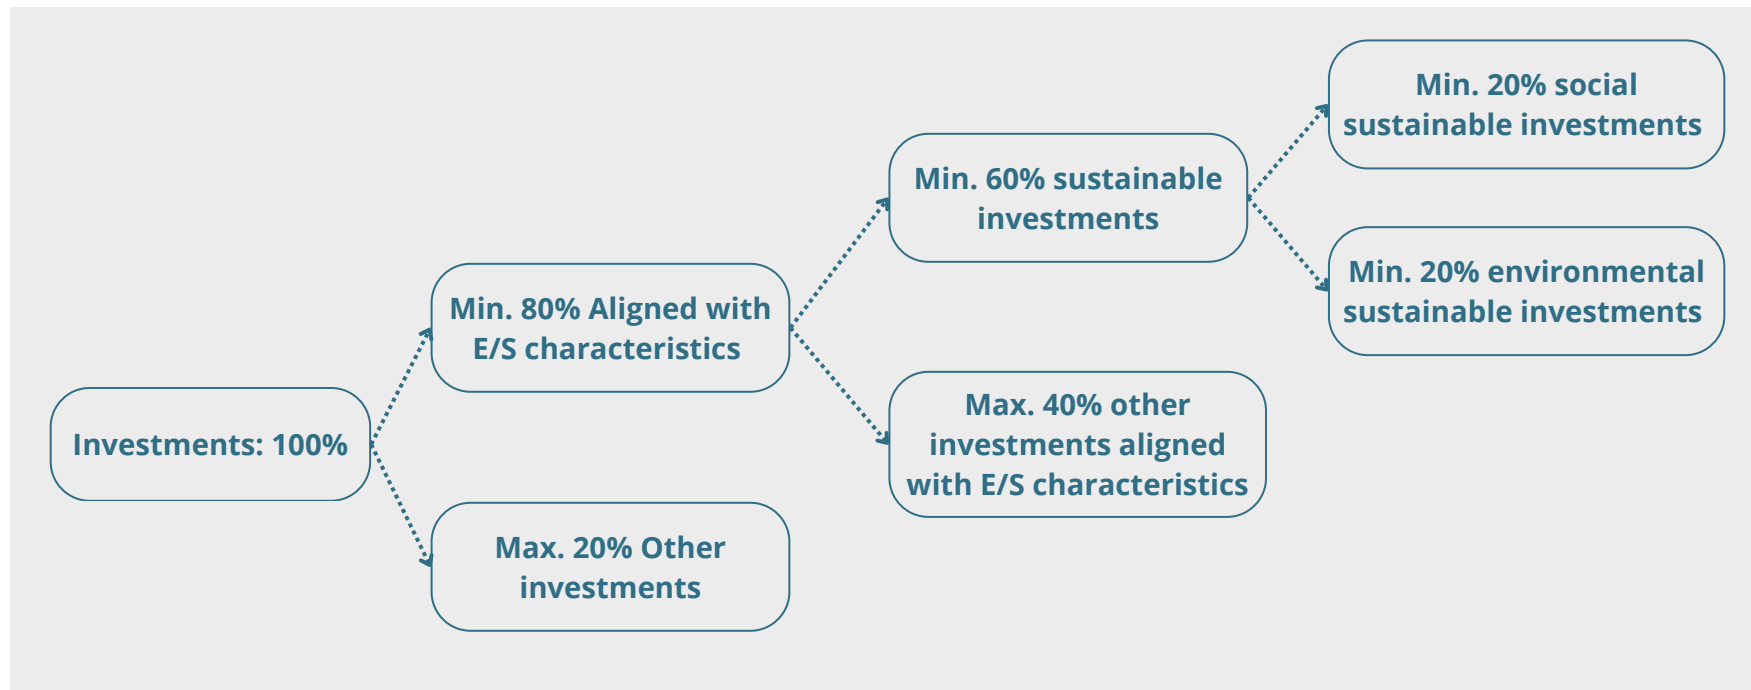 Investments: 100%
Min. 80% Aligned with
E/S characteristics
Max. 20% Other
investments
Min. 60% sustainable
investments
Max. 40% other
investments aligned
with E/S characteristics
Min. 20% social
sustainable investments
Min. 20% environmental
sustainable investments